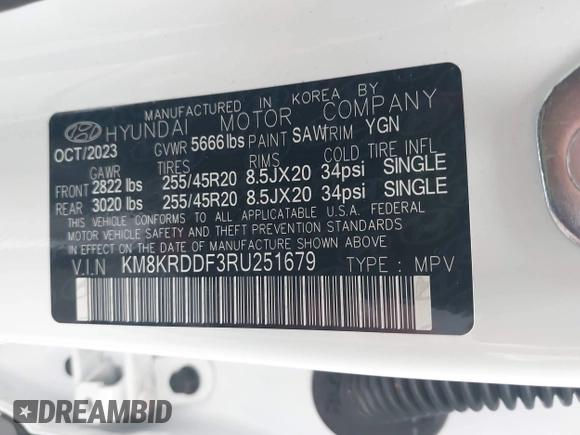 MANUFACTURED IN KOREA BY
HYUNDAI MOTOR COMPANY
OCT/2023 GVWR 5666lbs PAINT SAW TRIM YGN
GAWR TIRES RIMS COLD TIRE INFL
FRONT 2822 lbs 255/45R20 8.5JX20 34psi SINGLE
REAR 3020 lbs 255/45R20 8.5JX20 34psi SINGLE
THIS VEHICLE CONFORMS TO ALL APPLICABLE U.S.A. FEDERAL
MOTOR VEHICLE SAFETY AND THEFT PREVENTION STANDARDS
IN EFFECT ON THE DATE OF MANUFACTURE SHOWN ABOVE.
V.I.N KM8KRDDF3RU251679 TYPE : MPV
DREAMBID